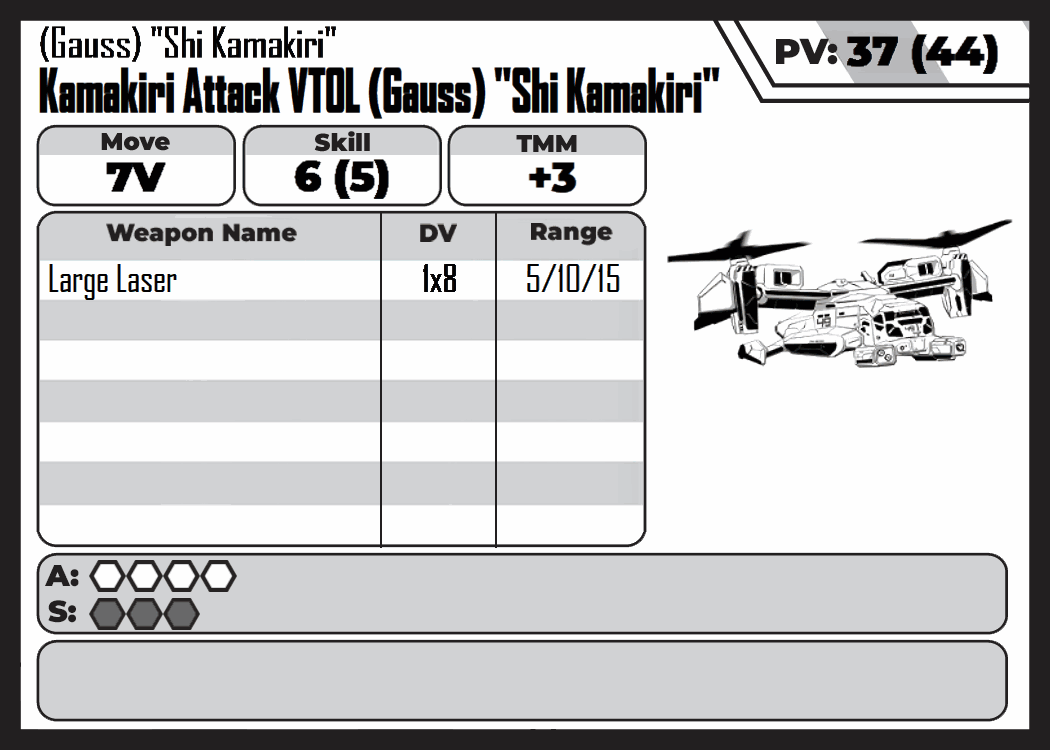 (Gauss) "Shi Kamakiri"
Kamakiri Attack VTOL (Gauss) "Shi Kamakiri"
PV: 37 (44)
Move
7V
Skill
6 (5)
TMM
+3
Weapon Name DV Range
Large Laser 1x8 5/10/15
49
A:
S: